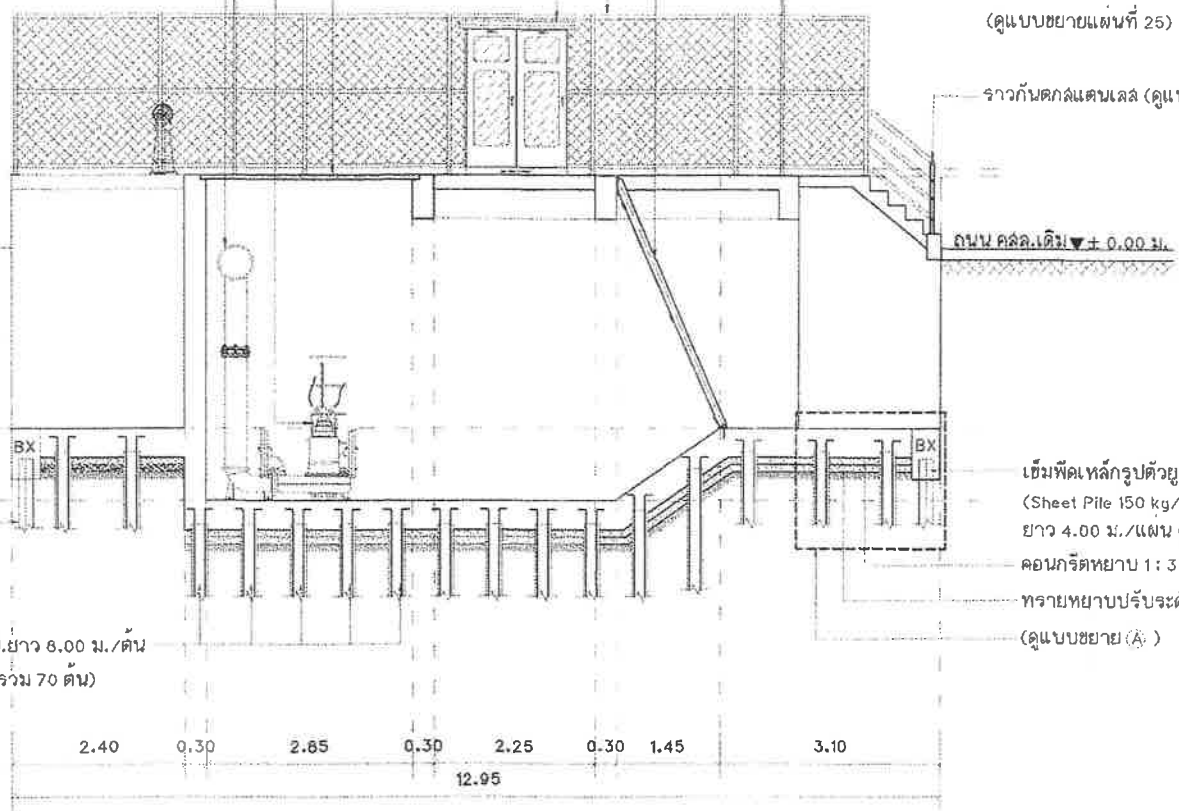 (ดูแบบขยายแผ่นที่ 25)
ราวกันตกสแตนเลส (ดูแบ
ถนน คสล.เดิม ▼ ± 0.00 ม.
BX
BX
เข็มพืดเหล็กรูปตัวยู
(Sheet Pile 150 kg/
ยาว 4.00 ม./แผ่น
คอนกรีตหยาบ 1 : 3
ทรายหยาบปรับระดั
(ดูแบบขยาย A )
.ยาว 8.00 ม./ต้น
รวม 70 ต้น)
2.40 0.30 2.85 0.30 2.25 0.30 1.45 3.10
12.95